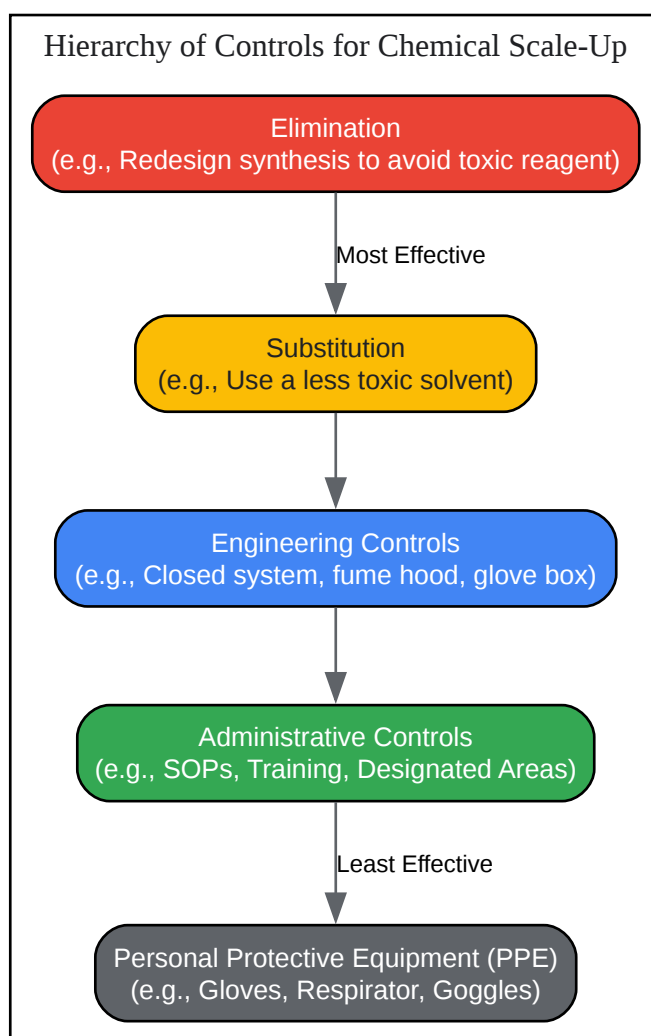 Hierarchy of Controls for Chemical Scale-Up
Elimination
(e.g., Redesign synthesis to avoid toxic reagent)
Most Effective
Substitution
(e.g., Use a less toxic solvent)
Engineering Controls
(e.g., Closed system, fume hood, glove box)
Administrative Controls
(e.g., SOPs, Training, Designated Areas)
Least Effective
Personal Protective Equipment (PPE)
(e.g., Gloves, Respirator, Goggles)